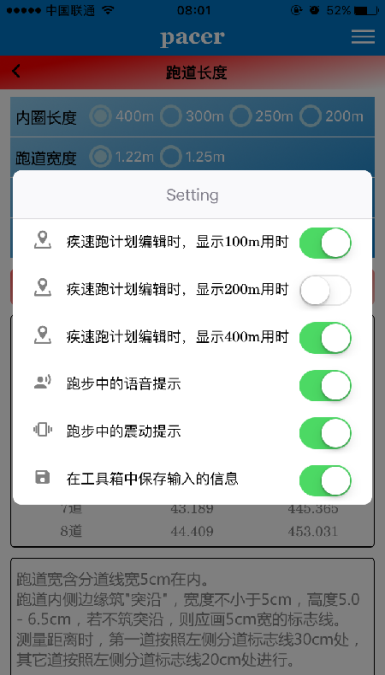 中国联通 08:01 52%
pacer
跑道长度
内圈长度 400m 300m 250m 200m
跑道宽度 1.22m 1.25m
Setting
疾速跑计划编辑时，显示100m用时
疾速跑计划编辑时，显示200m用时
疾速跑计划编辑时，显示400m用时
跑步中的语音提示
跑步中的震动提示
在工具箱中保存输入的信息
7道 43.189 445.365
8道 44.409 453.031
跑道宽含分道线宽5cm在内。
跑道内侧边缘筑"突沿"，宽度不小于5cm，高度5.0
- 6.5cm，若不筑突沿，则应画5cm宽的标志线。
测量距离时，第一道按照左侧分道标志线30cm处，
其它道按照左侧分道标志线20cm处进行。